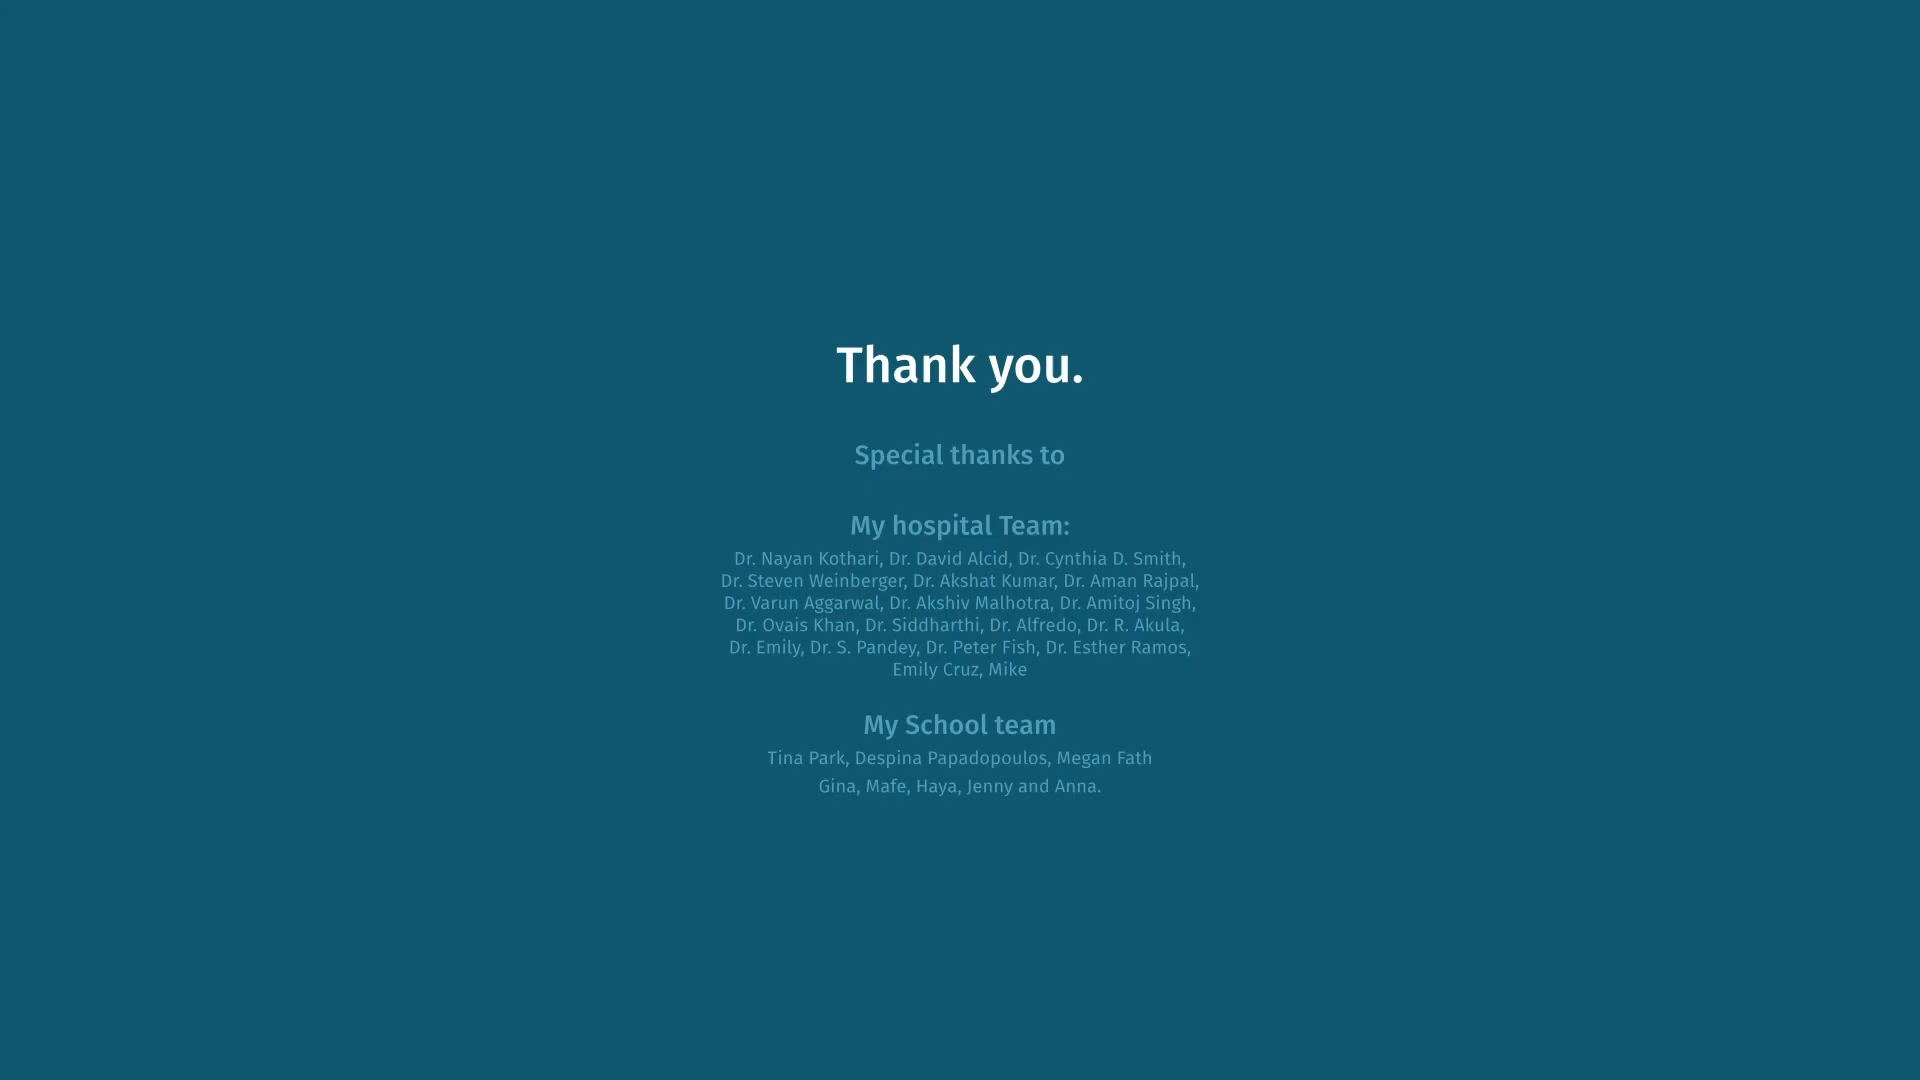 Thank you.
Special thanks to
My hospital Team:
Dr. Nayan Kothari, Dr. David Alcid, Dr. Cynthia D. Smith,
Dr. Steven Weinberger, Dr. Akshat Kumar, Dr. Aman Rajpal,
Dr. Varun Aggarwal, Dr. Akshiv Malhotra, Dr. Amitoj Singh,
Dr. Ovais Khan, Dr. Siddharthi, Dr. Alfredo, Dr. R. Akula,
Dr. Emily, Dr. S. Pandey, Dr. Peter Fish, Dr. Esther Ramos,
Emily Cruz, Mike
My School team
Tina Park, Despina Papadopoulos, Megan Fath
Gina, Mafe, Haya, Jenny and Anna.